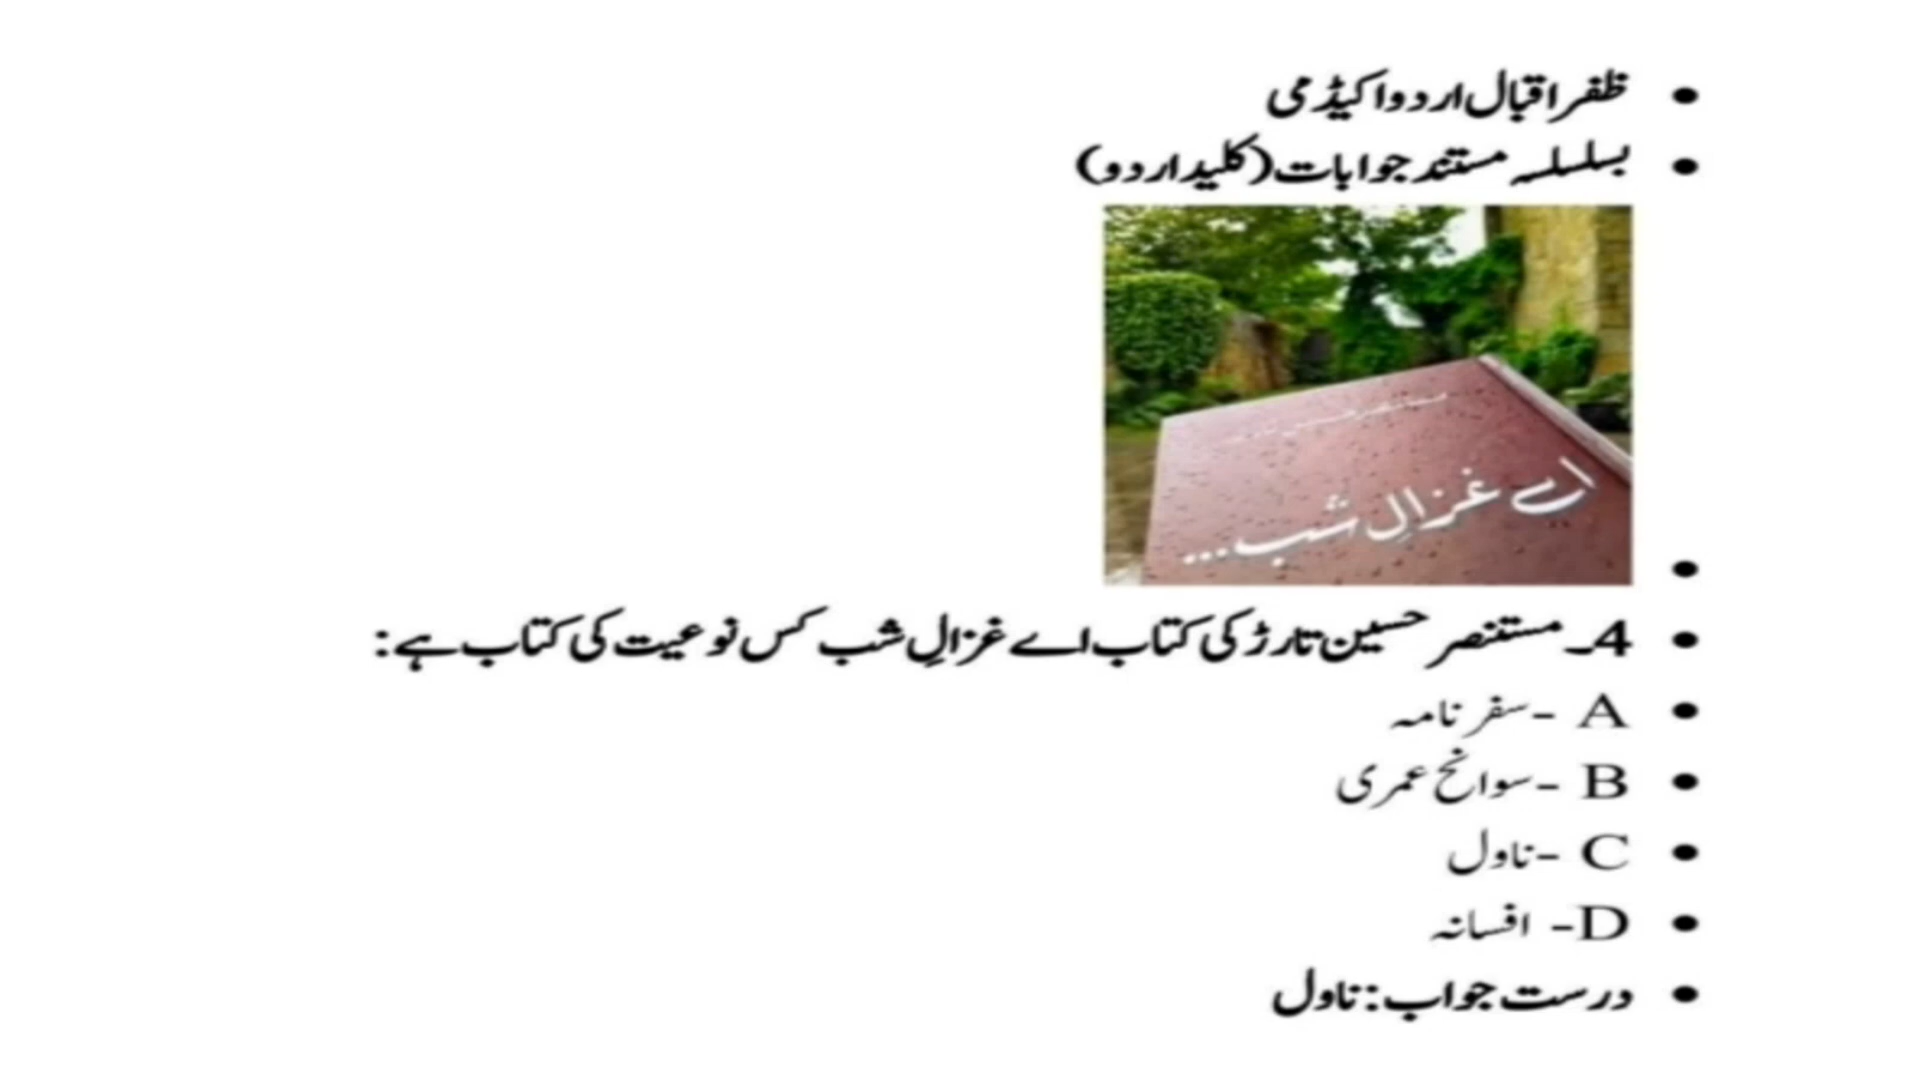 ظفر اقبال اردو اکیڈمی
بسلسلہ مستند جوابات (کلید اردو)
اے غزالِ شب...
4۔ مستنصر حسین تارڑ کی کتاب اے غزالِ شب کس نوعیت کی کتاب ہے:
A -سفر نامہ
B -سوانح عمری
C -ناول
D- افسانہ
درست جواب: ناول